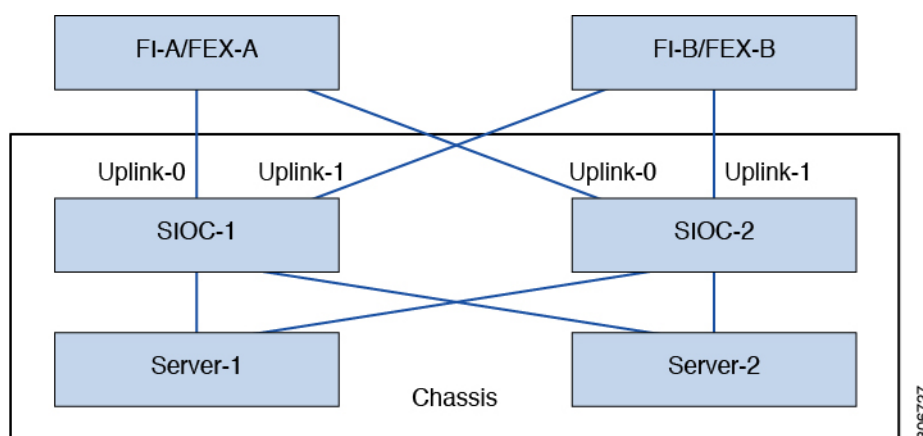 FI-A/FEX-A
FI-B/FEX-B
Uplink-0
Uplink-1
Uplink-0
Uplink-1
SIOC-1
SIOC-2
Server-1
Server-2
Chassis